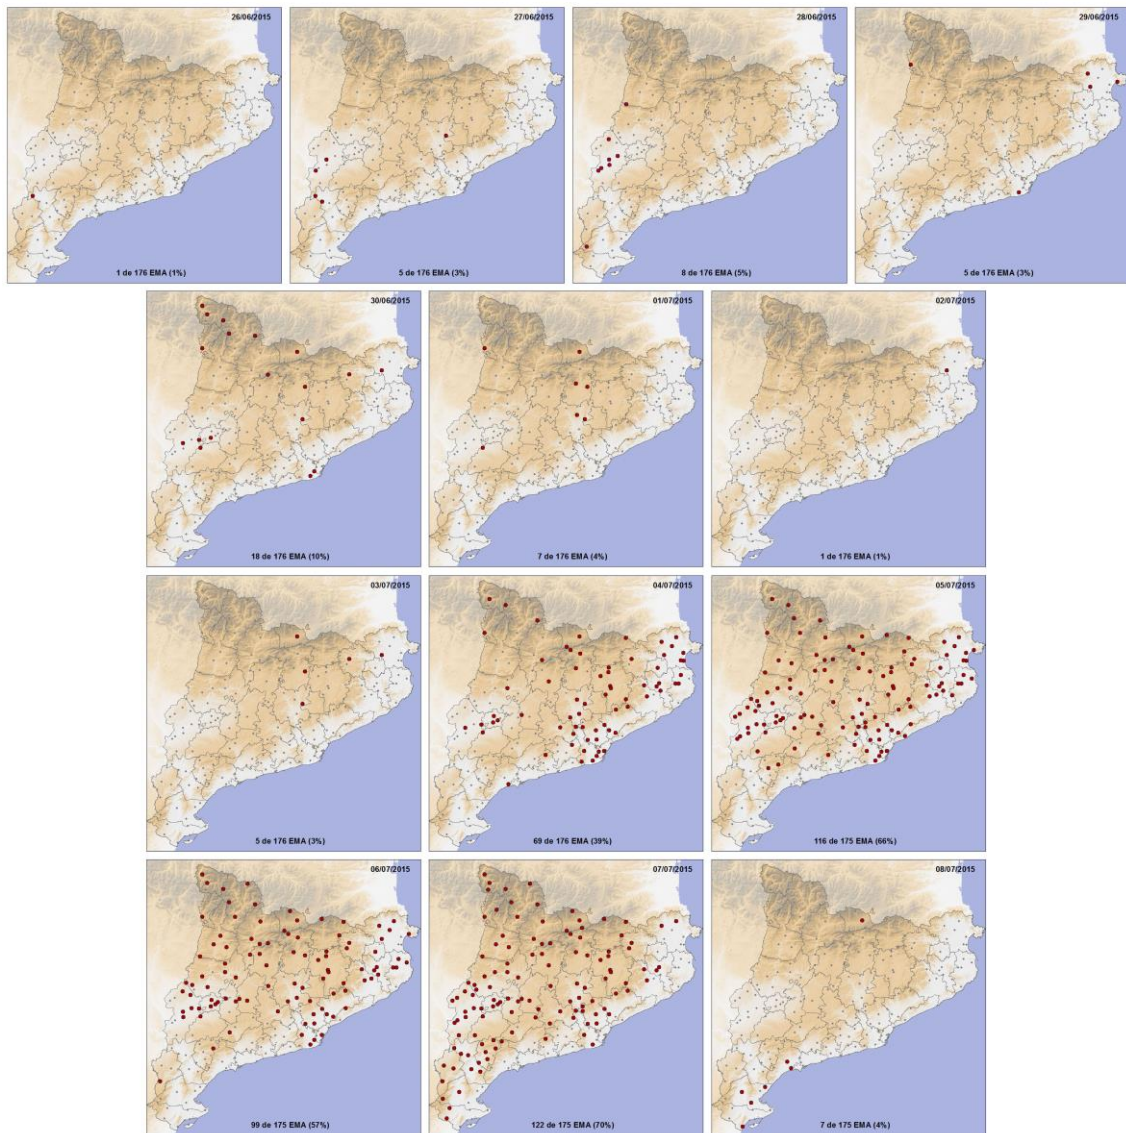 26/06/2015
1 de 176 EMA (1%)
27/06/2015
5 de 176 EMA (3%)
28/06/2015
8 de 176 EMA (5%)
29/06/2015
5 de 176 EMA (3%)
30/06/2015
18 de 176 EMA (10%)
01/07/2015
7 de 176 EMA (4%)
02/07/2015
1 de 176 EMA (1%)
03/07/2015
5 de 176 EMA (3%)
04/07/2015
69 de 176 EMA (39%)
05/07/2015
116 de 175 EMA (66%)
06/07/2015
99 de 175 EMA (57%)
07/07/2015
122 de 175 EMA (70%)
08/07/2015
7 de 175 EMA (4%)